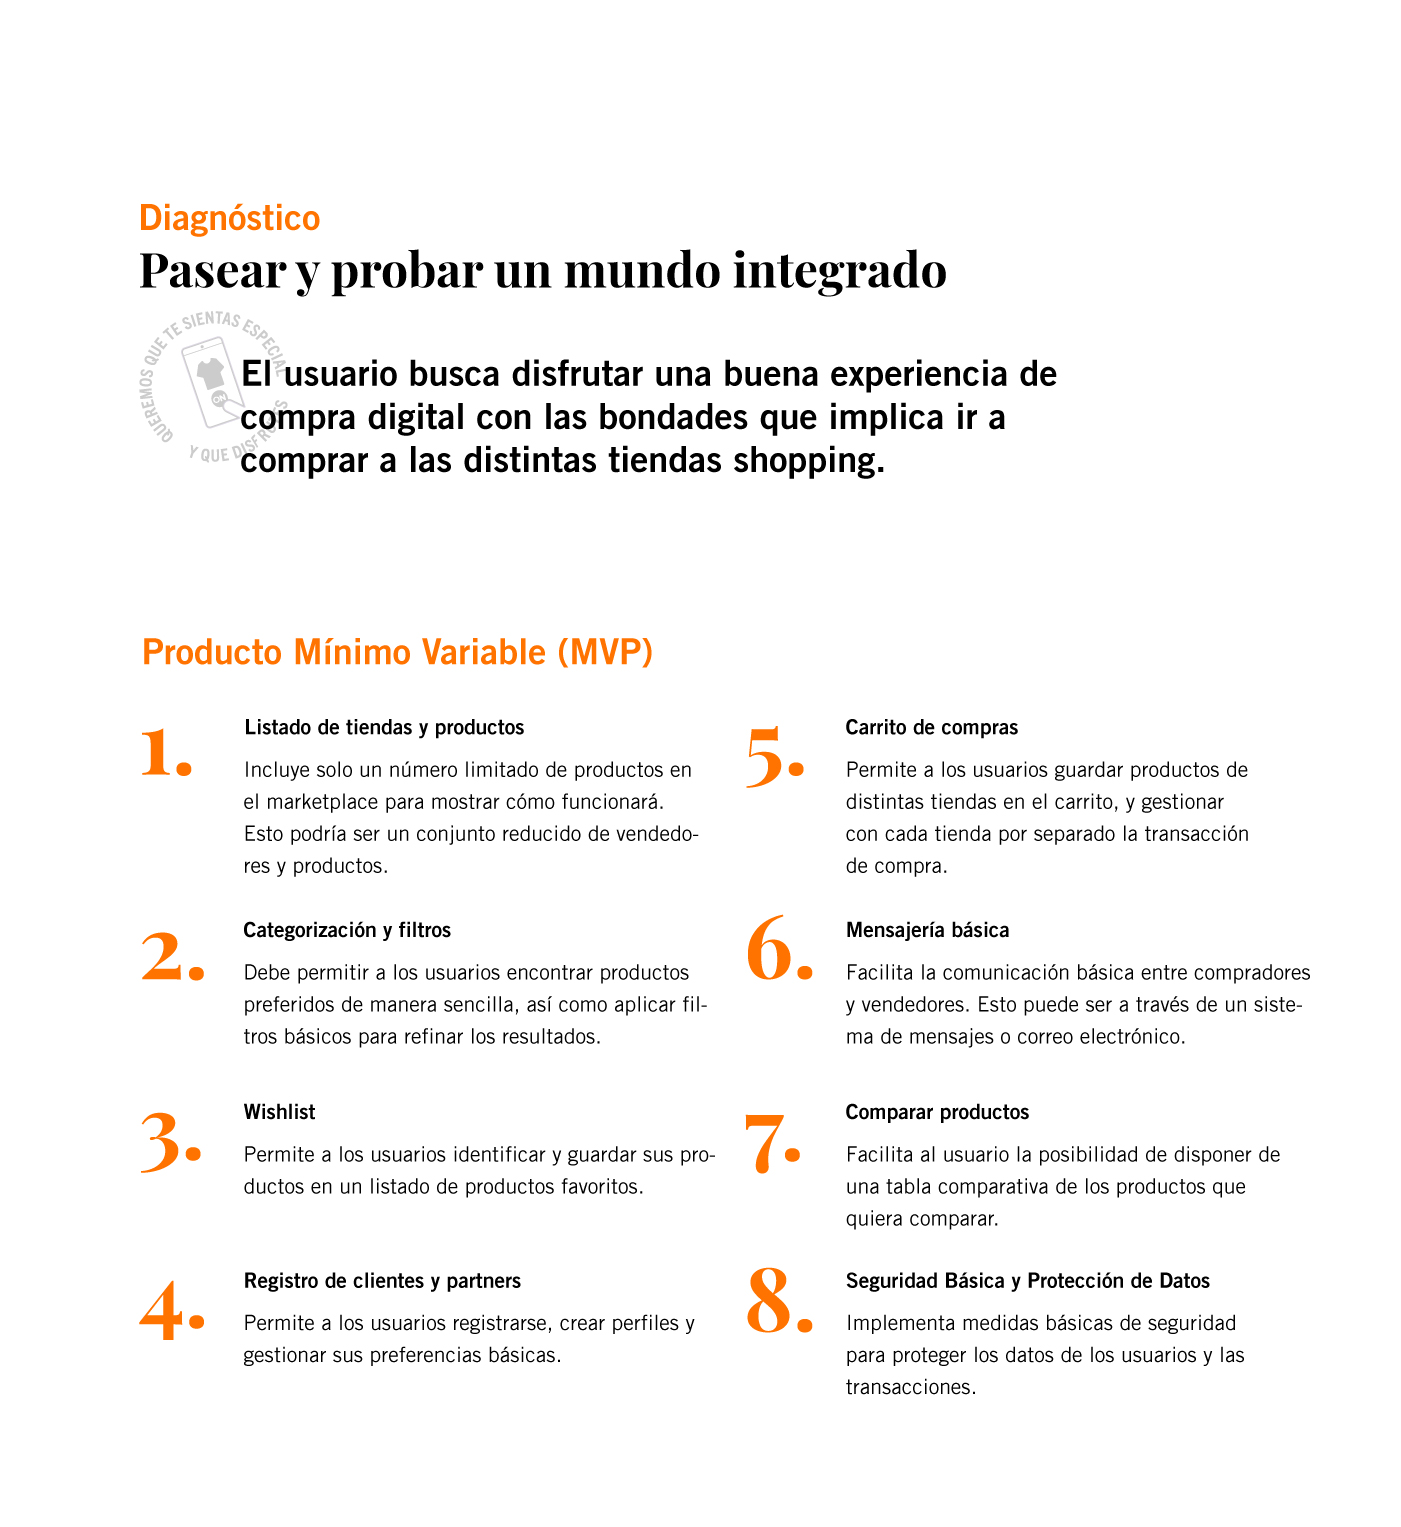 Diagnóstico
Pasear y probar un mundo integrado
QUEREMOS QUE TE SIENTAS ESPECIAL
Y QUE DISFRUTES
ON
El usuario busca disfrutar una buena experiencia de
compra digital con las bondades que implica ir a
comprar a las distintas tiendas shopping.
Producto Mínimo Variable (MVP)
1.
Listado de tiendas y productos
Incluye solo un número limitado de productos en
el marketplace para mostrar cómo funcionará.
Esto podría ser un conjunto reducido de vendedo-
res y productos.
2.
Categorización y filtros
Debe permitir a los usuarios encontrar productos
preferidos de manera sencilla, así como aplicar fil-
tros básicos para refinar los resultados.
3.
Wishlist
Permite a los usuarios identificar y guardar sus pro-
ductos en un listado de productos favoritos.
4.
Registro de clientes y partners
Permite a los usuarios registrarse, crear perfiles y
gestionar sus preferencias básicas.
5.
Carrito de compras
Permite a los usuarios guardar productos de
distintas tiendas en el carrito, y gestionar
con cada tienda por separado la transacción
de compra.
6.
Mensajería básica
Facilita la comunicación básica entre compradores
y vendedores. Esto puede ser a través de un siste-
ma de mensajes o correo electrónico.
7.
Comparar productos
Facilita al usuario la posibilidad de disponer de
una tabla comparativa de los productos que
quiera comparar.
8.
Seguridad Básica y Protección de Datos
Implementa medidas básicas de seguridad
para proteger los datos de los usuarios y las
transacciones.